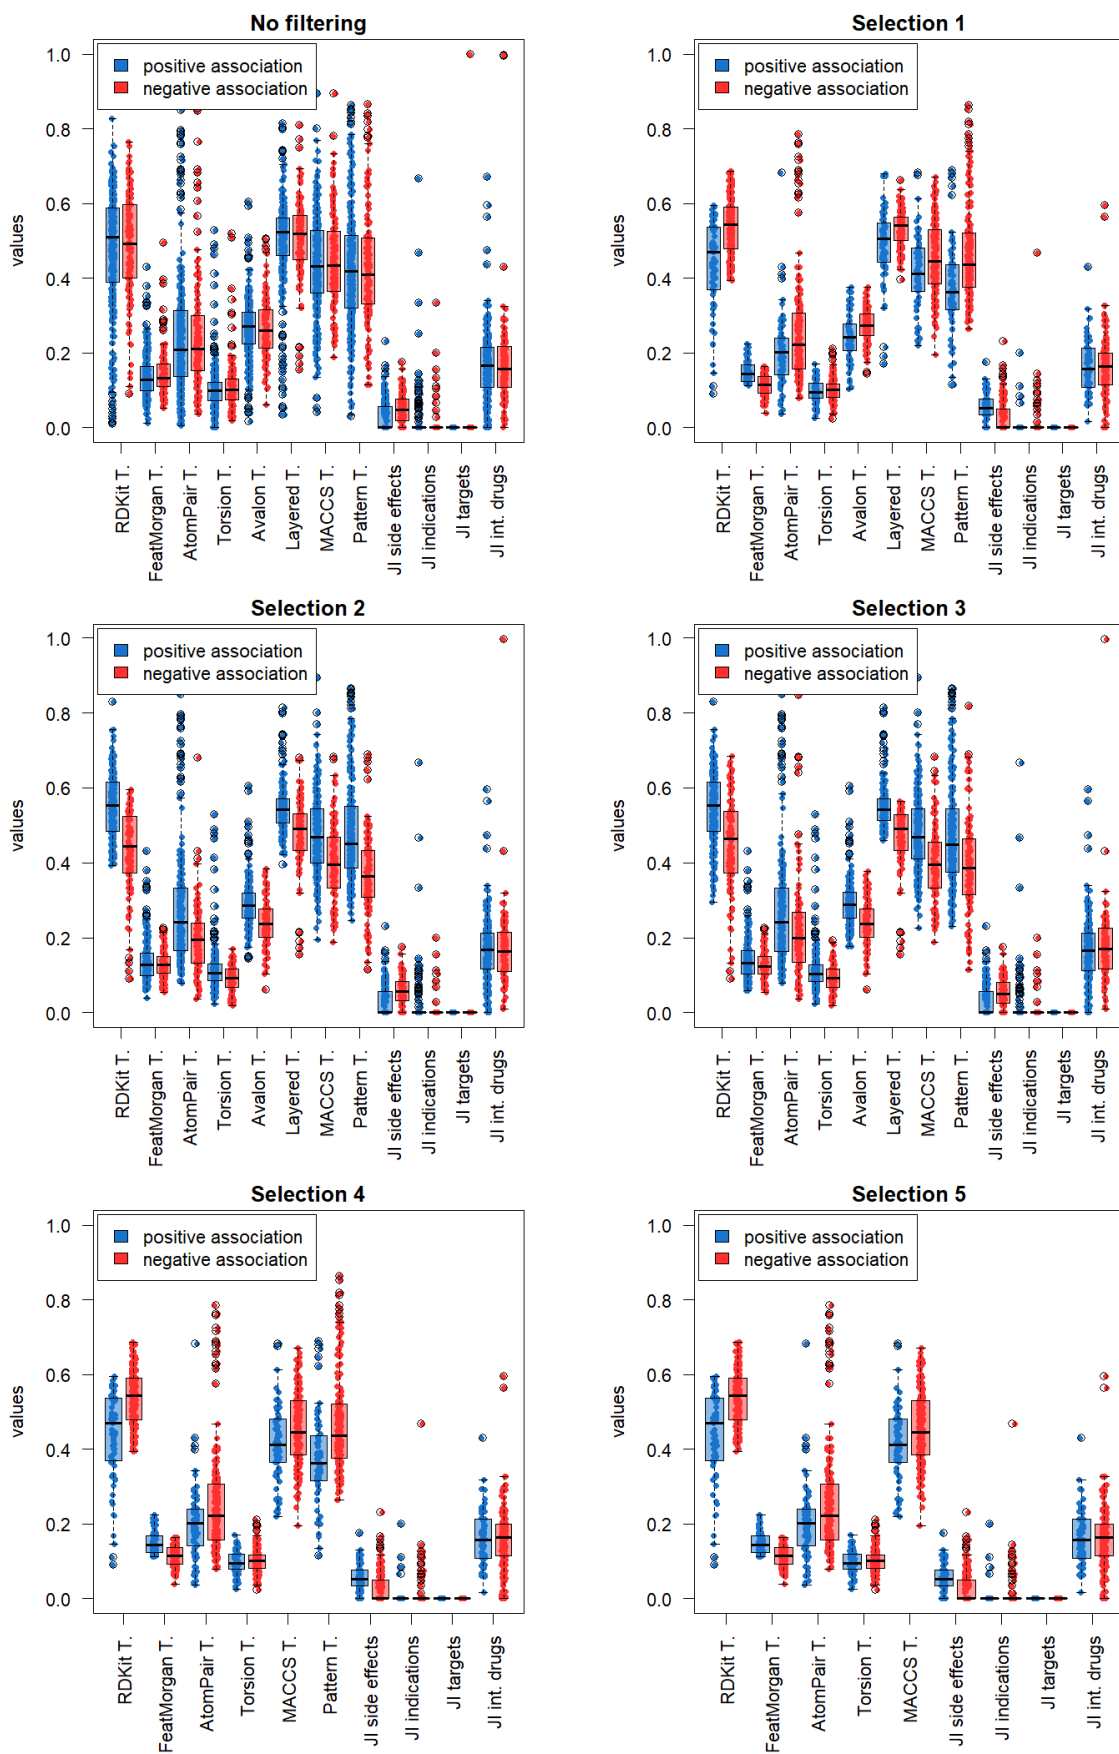 No filtering
positive association
negative association
values
1.0
0.8
0.6
0.4
0.2
0.0
RDKit T.
FeatMorgan T.
AtomPair T.
Torsion T.
Avalon T.
Layered T.
MACCS T.
Pattern T.
JI side effects
JI indications
JI targets
JI int. drugs
Selection 1
positive association
negative association
values
1.0
0.8
0.6
0.4
0.2
0.0
RDKit T.
FeatMorgan T.
AtomPair T.
Torsion T.
Avalon T.
Layered T.
MACCS T.
Pattern T.
JI side effects
JI indications
JI targets
JI int. drugs
Selection 2
positive association
negative association
values
1.0
0.8
0.6
0.4
0.2
0.0
RDKit T.
FeatMorgan T.
AtomPair T.
Torsion T.
Avalon T.
Layered T.
MACCS T.
Pattern T.
JI side effects
JI indications
JI targets
JI int. drugs
Selection 3
positive association
negative association
values
1.0
0.8
0.6
0.4
0.2
0.0
RDKit T.
FeatMorgan T.
AtomPair T.
Torsion T.
Avalon T.
Layered T.
MACCS T.
Pattern T.
JI side effects
JI indications
JI targets
JI int. drugs
Selection 4
positive association
negative association
values
1.0
0.8
0.6
0.4
0.2
0.0
RDKit T.
FeatMorgan T.
AtomPair T.
Torsion T.
MACCS T.
Pattern T.
JI side effects
JI indications
JI targets
JI int. drugs
Selection 5
positive association
negative association
values
1.0
0.8
0.6
0.4
0.2
0.0
RDKit T.
FeatMorgan T.
AtomPair T.
Torsion T.
MACCS T.
JI side effects
JI indications
JI targets
JI int. drugs